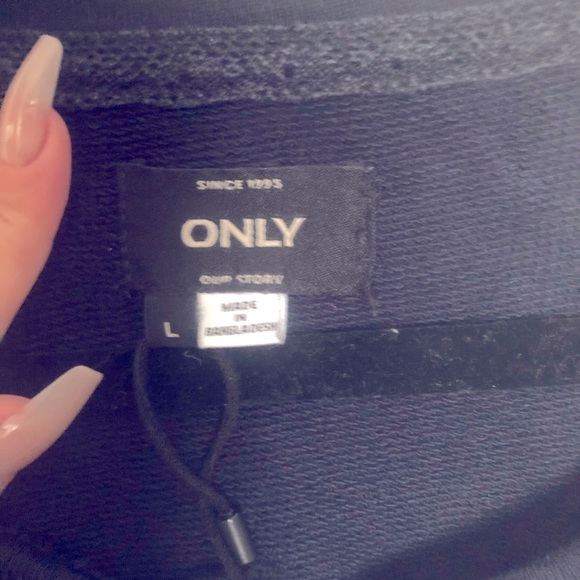 SINCE 1995
ONLY
OUR STORY
L
MADE
IN
BANGLADESH